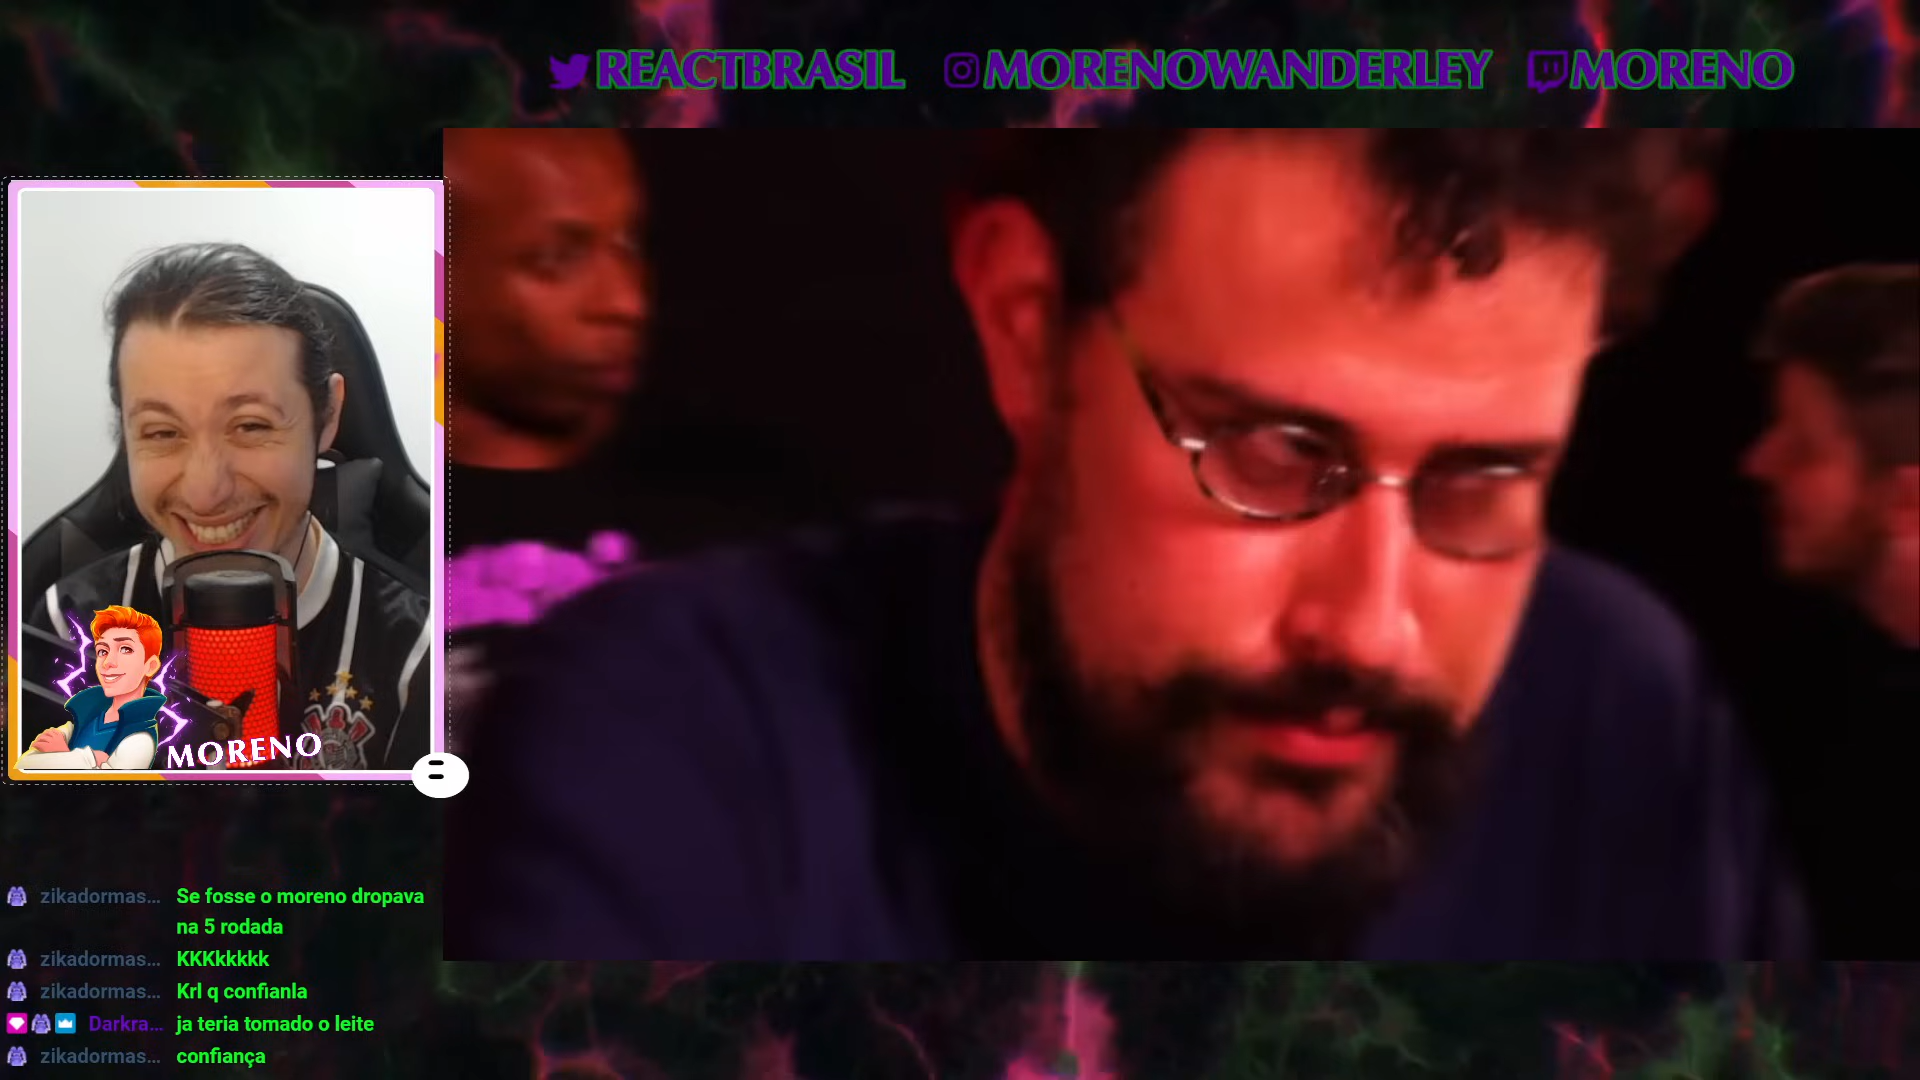 REACTBRASIL MORENOWANDERLEY MORENO
MORENO
zikadormas... Se fosse o moreno dropava
na 5 rodada
zikadormas... KKKkkkkk
zikadormas... Krl q confianla
Darkra... ja teria tomado o leite
zikadormas... confiança